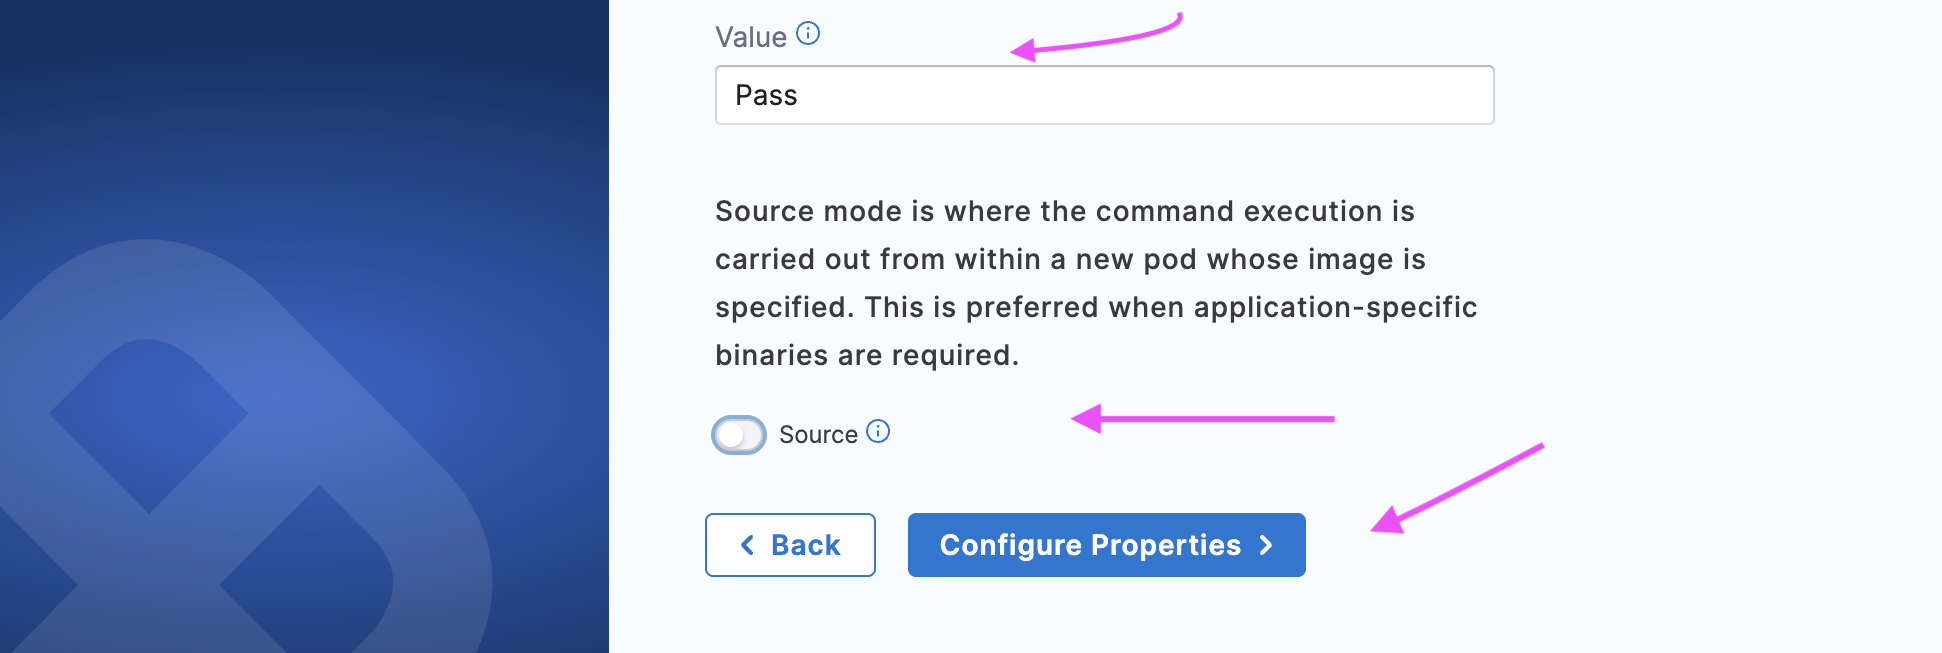 Value
Pass
Source mode is where the command execution is
carried out from within a new pod whose image is
specified. This is preferred when application-specific
binaries are required.
Source
Back
Configure Properties